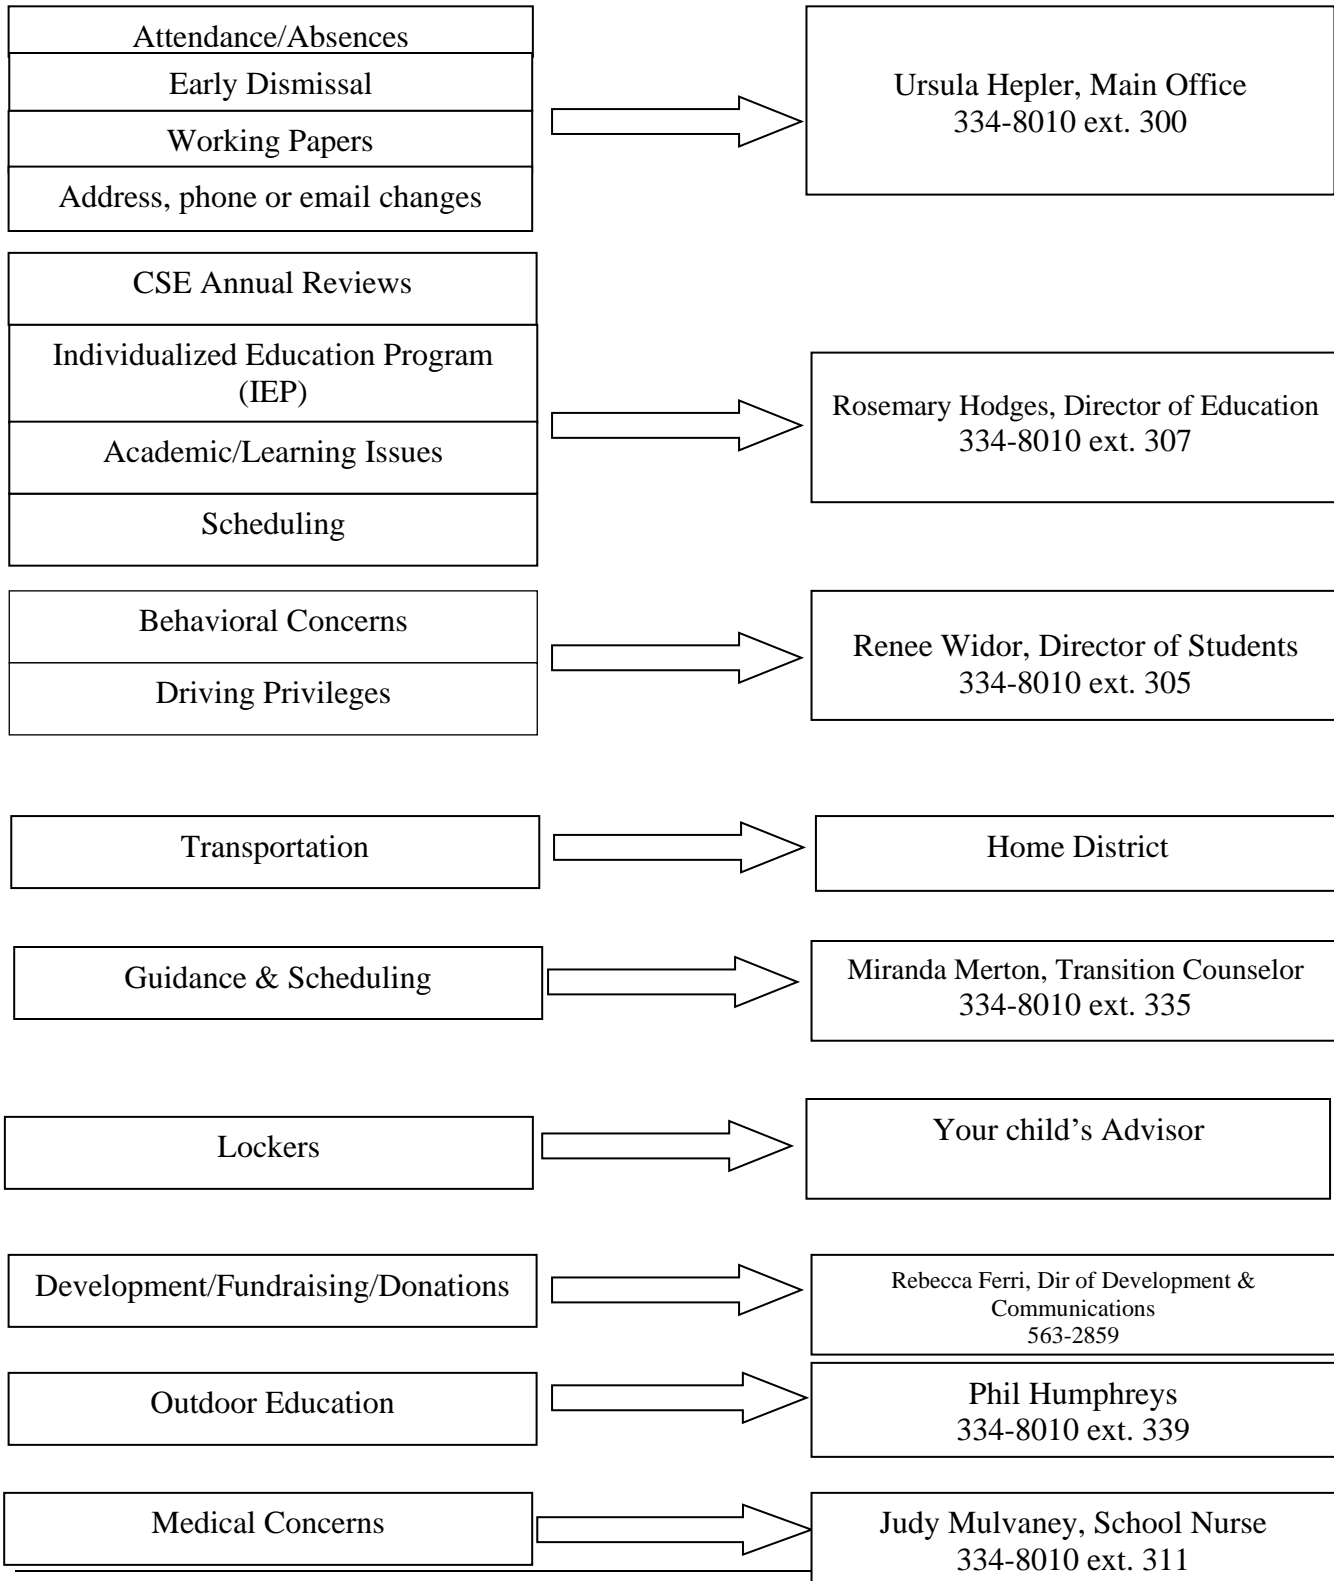 Attendance/Absences
Early Dismissal
Working Papers
Address, phone or email changes
Ursula Hepler, Main Office
334-8010 ext. 300
CSE Annual Reviews
Individualized Education Program
(IEP)
Academic/Learning Issues
Scheduling
Rosemary Hodges, Director of Education
334-8010 ext. 307
Behavioral Concerns
Driving Privileges
Renee Widor, Director of Students
334-8010 ext. 305
Transportation
Home District
Guidance & Scheduling
Miranda Merton, Transition Counselor
334-8010 ext. 335
Lockers
Your child’s Advisor
Development/Fundraising/Donations
Rebecca Ferri, Dir of Development &
Communications
563-2859
Outdoor Education
Phil Humphreys
334-8010 ext. 339
Medical Concerns
Judy Mulvaney, School Nurse
334-8010 ext. 311